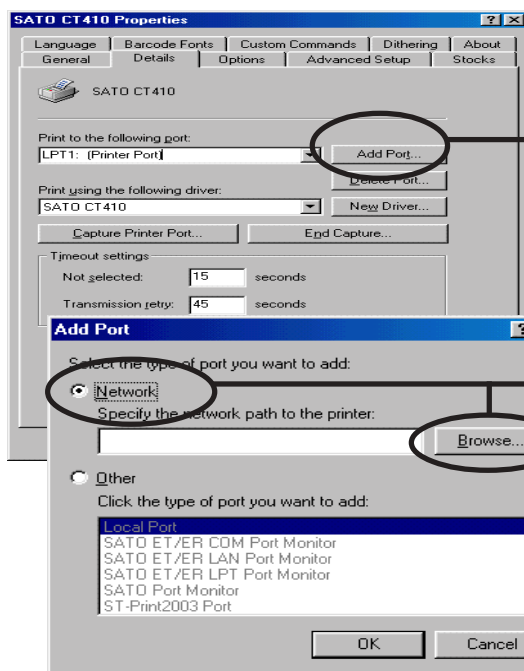 SATO CT410 Properties
Language Barcode Fonts Custom Commands Dithering About
General Details Options Advanced Setup Stocks
SATO CT410
Print to the following port:
LPT1: (Printer Port)
Add Port...
Delete Port...
Print using the following driver:
SATO CT410
New Driver...
Capture Printer Port...
End Capture...
Timeout settings
Not selected: 15 seconds
Transmission retry: 45 seconds
Add Port
Select the type of port you want to add:
Network
Specify the network path to the printer:
Browse...
Other
Click the type of port you want to add:
Local Port
SATO ET/ER COM Port Monitor
SATO ET/ER LAN Port Monitor
SATO ET/ER LPT Port Monitor
SATO Port Monitor
ST-Print2003 Port
OK
Cancel